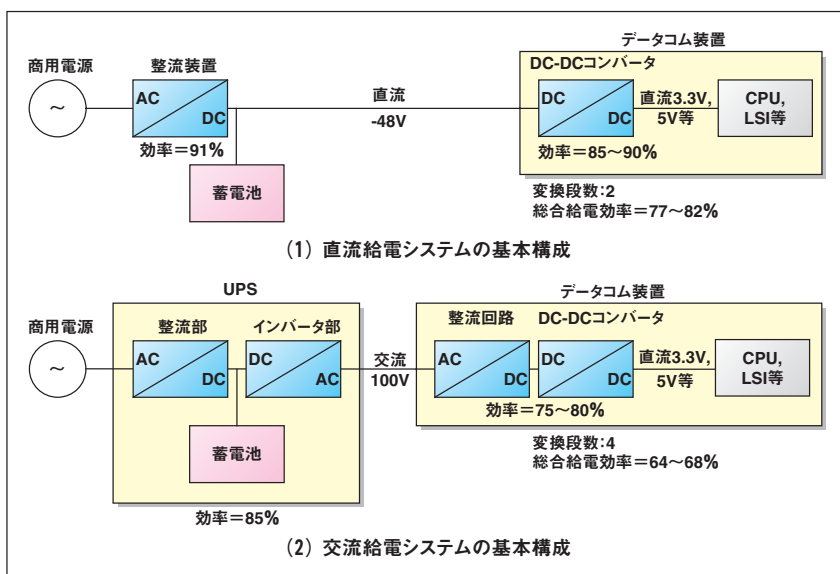 データコム装置
商用電源
整流装置
DC-DCコンバータ
~
AC
DC
直流
-48V
DC
DC
直流3.3V,
5V等
CPU,
LSI等
効率=91%
効率=85~90%
蓄電池
変換段数:2
総合給電効率=77~82%
(1) 直流給電システムの基本構成
UPS
データコム装置
商用電源
整流部
インバータ部
整流回路
DC-DCコンバータ
~
AC
DC
DC
AC
交流
100V
AC
DC
DC
DC
直流3.3V,
5V等
CPU,
LSI等
効率=75~80%
蓄電池
変換段数:4
総合給電効率=64~68%
効率=85%
(2) 交流給電システムの基本構成